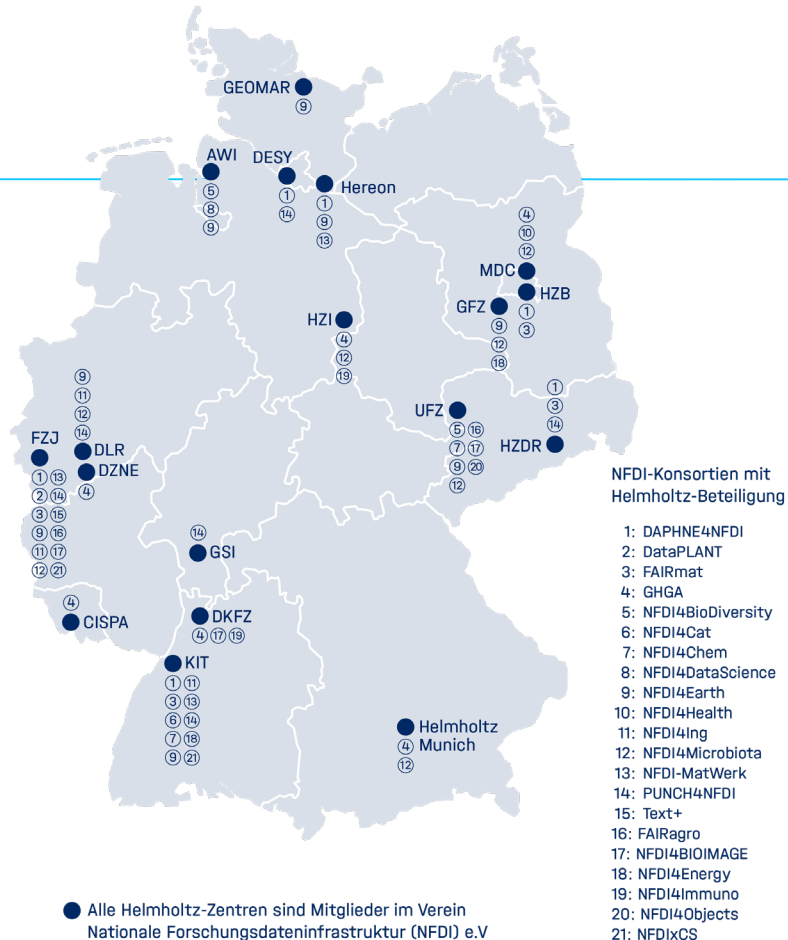 GEOMAR
9
AWI
5
8
9
DESY
1
14
Hereon
1
9
13
4
10
12
MDC
HZB
1
3
GFZ
9
12
18
HZI
4
12
19
9
11
12
14
DLR
DZNE
4
FZJ
1 13
2 14
3 15
9 16
11 17
12 21
UFZ
5 16
7 17
9 20
12
1
3
14
HZDR
14
GSI
4
CISPA
DKFZ
4 17 19
KIT
1 11
3 13
6 14
7 18
9 21
Helmholtz
Munich
4
12
NFDI-Konsortien mit
Helmholtz-Beteiligung
1: DAPHNE4NFDI
2: DataPLANT
3: FAIRmat
4: GHGA
5: NFDI4BioDiversity
6: NFDI4Cat
7: NFDI4Chem
8: NFDI4DataScience
9: NFDI4Earth
10: NFDI4Health
11: NFDI4Ing
12: NFDI4Microbiota
13: NFDI-MatWerk
14: PUNCH4NFDI
15: Text+
16: FAIRagro
17: NFDI4BIOIMAGE
18: NFDI4Energy
19: NFDI4Immuno
20: NFDI4Objects
21: NFDIxCS
Alle Helmholtz-Zentren sind Mitglieder im Verein
Nationale Forschungsdateninfrastruktur (NFDI) e.V